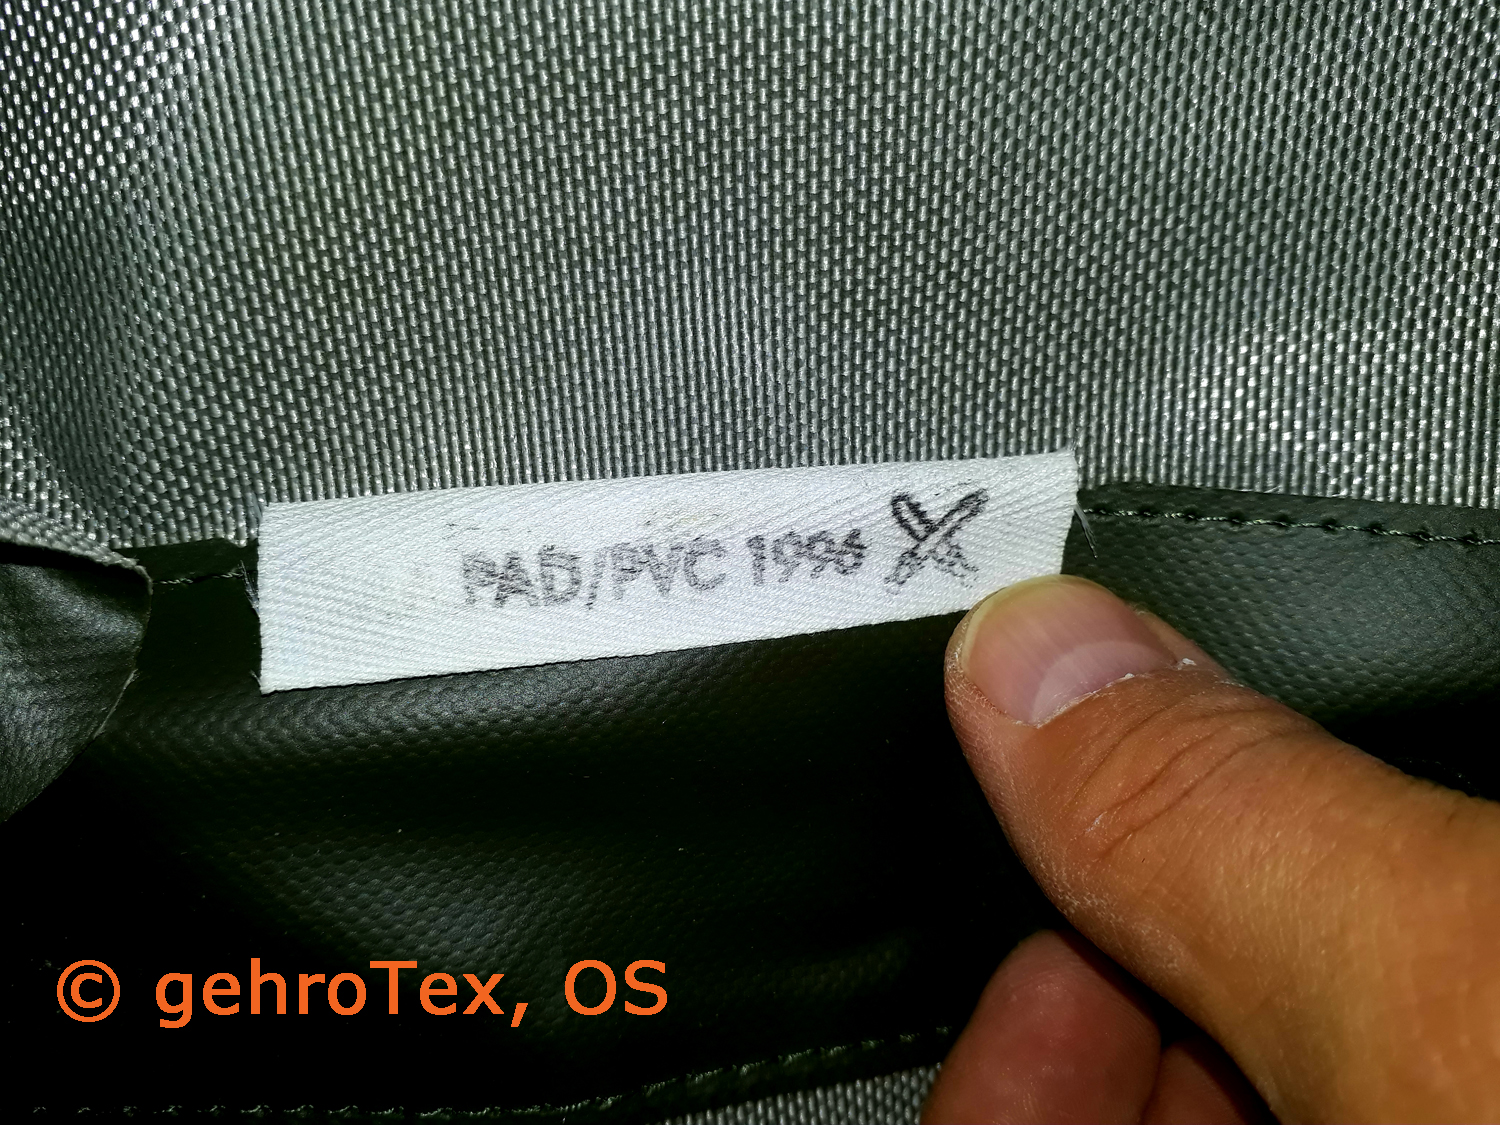 PAD/PVC 1996
© gehroTex, OS